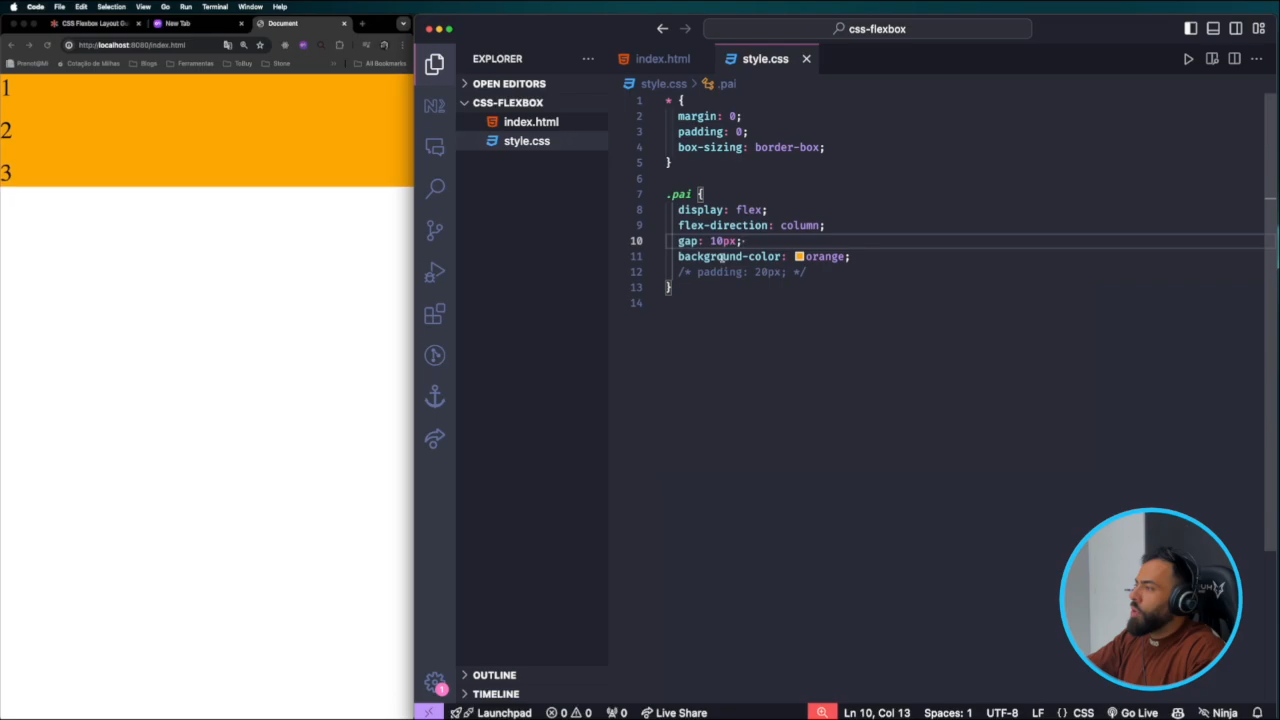 Code File Edit Selection View Go Run Terminal Window Help
CSS Flexbox Layout Gu
New Tab
Document
http://localhost:8080/index.html
Prenot@Mi
Cotação de Milhas
Blogs
Ferramentas
ToBuy
Stone
All Bookmarks
1
2
3
css-flexbox
EXPLORER
OPEN EDITORS
CSS-FLEXBOX
index.html
style.css
index.html
style.css
style.css > .pai
1 * {
2 margin: 0;
3 padding: 0;
4 box-sizing: border-box;
5 }
6
7 .pai {
8 display: flex;
9 flex-direction: column;
10 gap: 10px;
11 background-color: orange;
12 /* padding: 20px; */
13 }
14
OUTLINE
TIMELINE
1
Launchpad 0 0 0 Live Share Ln 10, Col 13 Spaces: 1 UTF-8 LF { } CSS Go Live Ninja